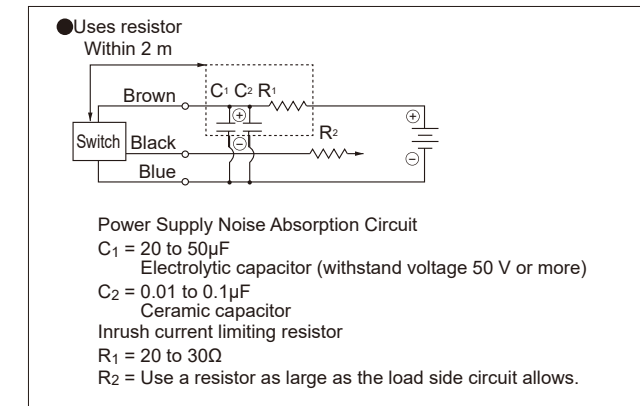 ●Uses resistor
Within 2 m
C1 C2 R1
Brown
⊕
⊕
R2
Switch
Black
⊖
⊖
Blue
Power Supply Noise Absorption Circuit
C1 = 20 to 50μF
Electrolytic capacitor (withstand voltage 50 V or more)
C2 = 0.01 to 0.1μF
Ceramic capacitor
Inrush current limiting resistor
R1 = 20 to 30Ω
R2 = Use a resistor as large as the load side circuit allows.